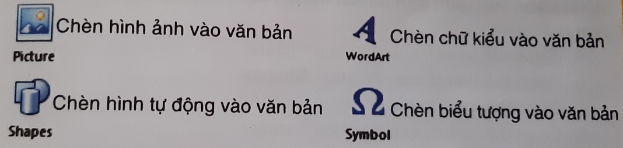 Chèn hình ảnh vào văn bản
Picture
Chèn chữ kiểu vào văn bản
WordArt
Chèn hình tự động vào văn bản
Shapes
Chèn biểu tượng vào văn bản
Symbol